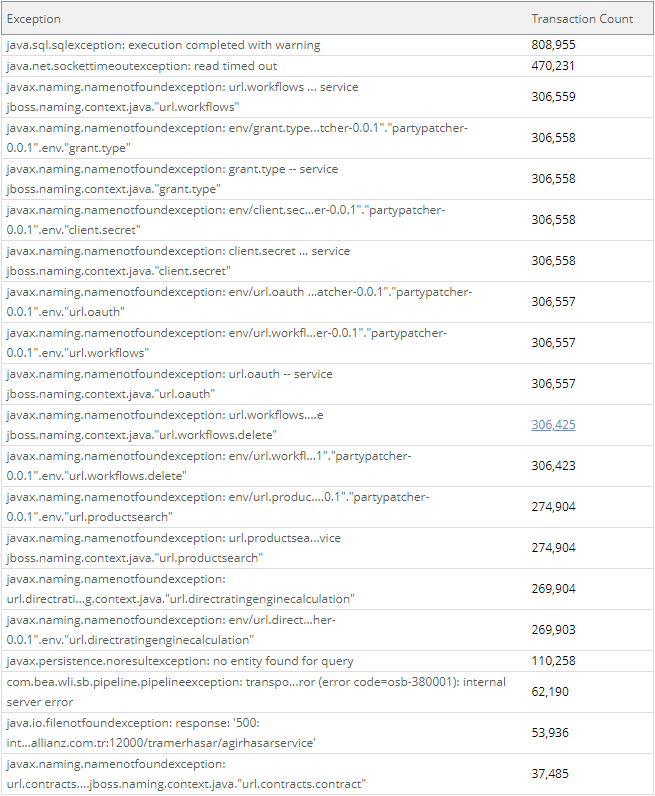 Exception Transaction Count
java.sql.sqlexception: execution completed with warning 808,955
java.net.sockettimeoutexception: read timed out 470,231
javax.naming.namenotfoundexception: url.workflows ... service
jboss.naming.context.java."url.workflows" 306,559
javax.naming.namenotfoundexception: env/grant.type...tcher-0.0.1"."partypatcher-
0.0.1".env."grant.type" 306,558
javax.naming.namenotfoundexception: grant.type -- service
jboss.naming.context.java."grant.type" 306,558
javax.naming.namenotfoundexception: env/client.sec...er-0.0.1"."partypatcher-
0.0.1".env."client.secret" 306,558
javax.naming.namenotfoundexception: client.secret ... service
jboss.naming.context.java."client.secret" 306,558
javax.naming.namenotfoundexception: env/url.oauth ...atcher-0.0.1"."partypatcher-
0.0.1".env."url.oauth" 306,557
javax.naming.namenotfoundexception: env/url.workfl...er-0.0.1"."partypatcher-
0.0.1".env."url.workflows" 306,557
javax.naming.namenotfoundexception: url.oauth -- service
jboss.naming.context.java."url.oauth" 306,557
javax.naming.namenotfoundexception: url.workflows....e
jboss.naming.context.java."url.workflows.delete" 306,425
javax.naming.namenotfoundexception: env/url.workfl...1"."partypatcher-
0.0.1".env."url.workflows.delete" 306,423
javax.naming.namenotfoundexception: env/url.produc....0.1"."partypatcher-
0.0.1".env."url.productsearch" 274,904
javax.naming.namenotfoundexception: url.productsea...vice
jboss.naming.context.java."url.productsearch" 274,904
javax.naming.namenotfoundexception:
url.directrati...g.context.java."url.directratingenginecalculation" 269,904
javax.naming.namenotfoundexception: env/url.direct...her-
0.0.1".env."url.directratingenginecalculation" 269,903
javax.persistence.noresultexception: no entity found for query 110,258
com.bea.wli.sb.pipeline.pipelineexception: transpo...ror (error code=osb-380001): internal
server error 62,190
java.io.filenotfoundexception: response: '500:
int...allianz.com.tr:12000/tramerhasar/agirhasarservice' 53,936
javax.naming.namenotfoundexception:
url.contracts....jboss.naming.context.java."url.contracts.contract" 37,485